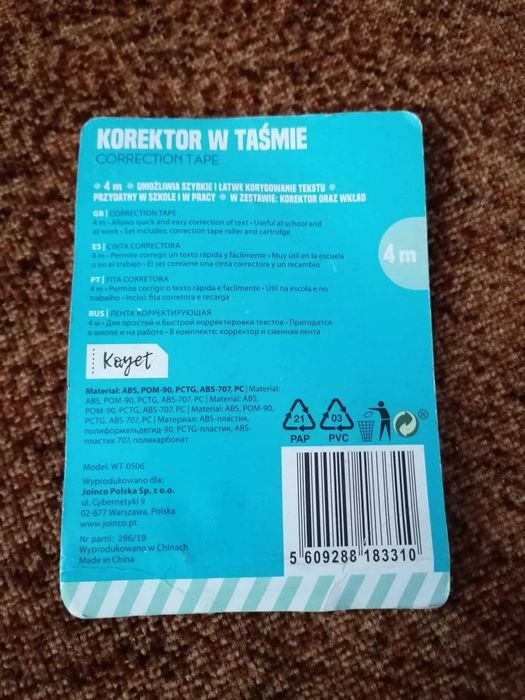 KOREKTOR W TAŚMIE
CORRECTION TAPE
4 m • UMOŻLIWIA SZYBKIE I ŁATWE KORYGOWANIE TEKSTU •
PRZYDATNY W SZKOLE I W PRACY • W ZESTAWIE: KOREKTOR ORAZ WKŁAD
GB | CORRECTION TAPE
4 m • Allows quick and easy correction of text • Useful at school and
at work • Set includes: correction tape roller and cartridge
4 m
ES | CINTA CORRECTORA
4 m • Permite corrigir un texto rápida y fácilmente • Muy útil en la escuela
o en el trabajo • El set contiene una cinta correctora y un recambio
PT | FITA CORRETORA
4 m • Permite corrigir o texto rápida e facilmente • Útil na escola e no
trabalho • Inclui: fita corretora e recarga
RUS | ЛЕНТА КОРРЕКТИРУЮЩАЯ
4 м • Для простой и быстрой корректировки текстов • Пригодится
в школе и на работе • В комплекте: корректор и сменная лента
Kayet
Materiał: ABS, POM-90, PCTG, ABS-707, PC | Material:
ABS, POM-90, PCTG, ABS-707, PC | Material: ABS,
POM-90, PCTG, ABS-707, PC | Material: ABS, POM-90,
PCTG, ABS-707, PC | Материал: ABS-пластик,
полиформальдегид-90, PCTG-пластик, ABS-
пластик 707, поликарбонат
21
PAP
03
PVC
®
Model: WT-0506
Wyprodukowano dla:
Joinco Polska Sp. z o.o.
ul. Cybernetyki 9
02-677 Warszawa, Polska
www.joinco.pt
Nr partii: 286/19
Wyprodukowano w Chinach
Made in China
5 609288 183310